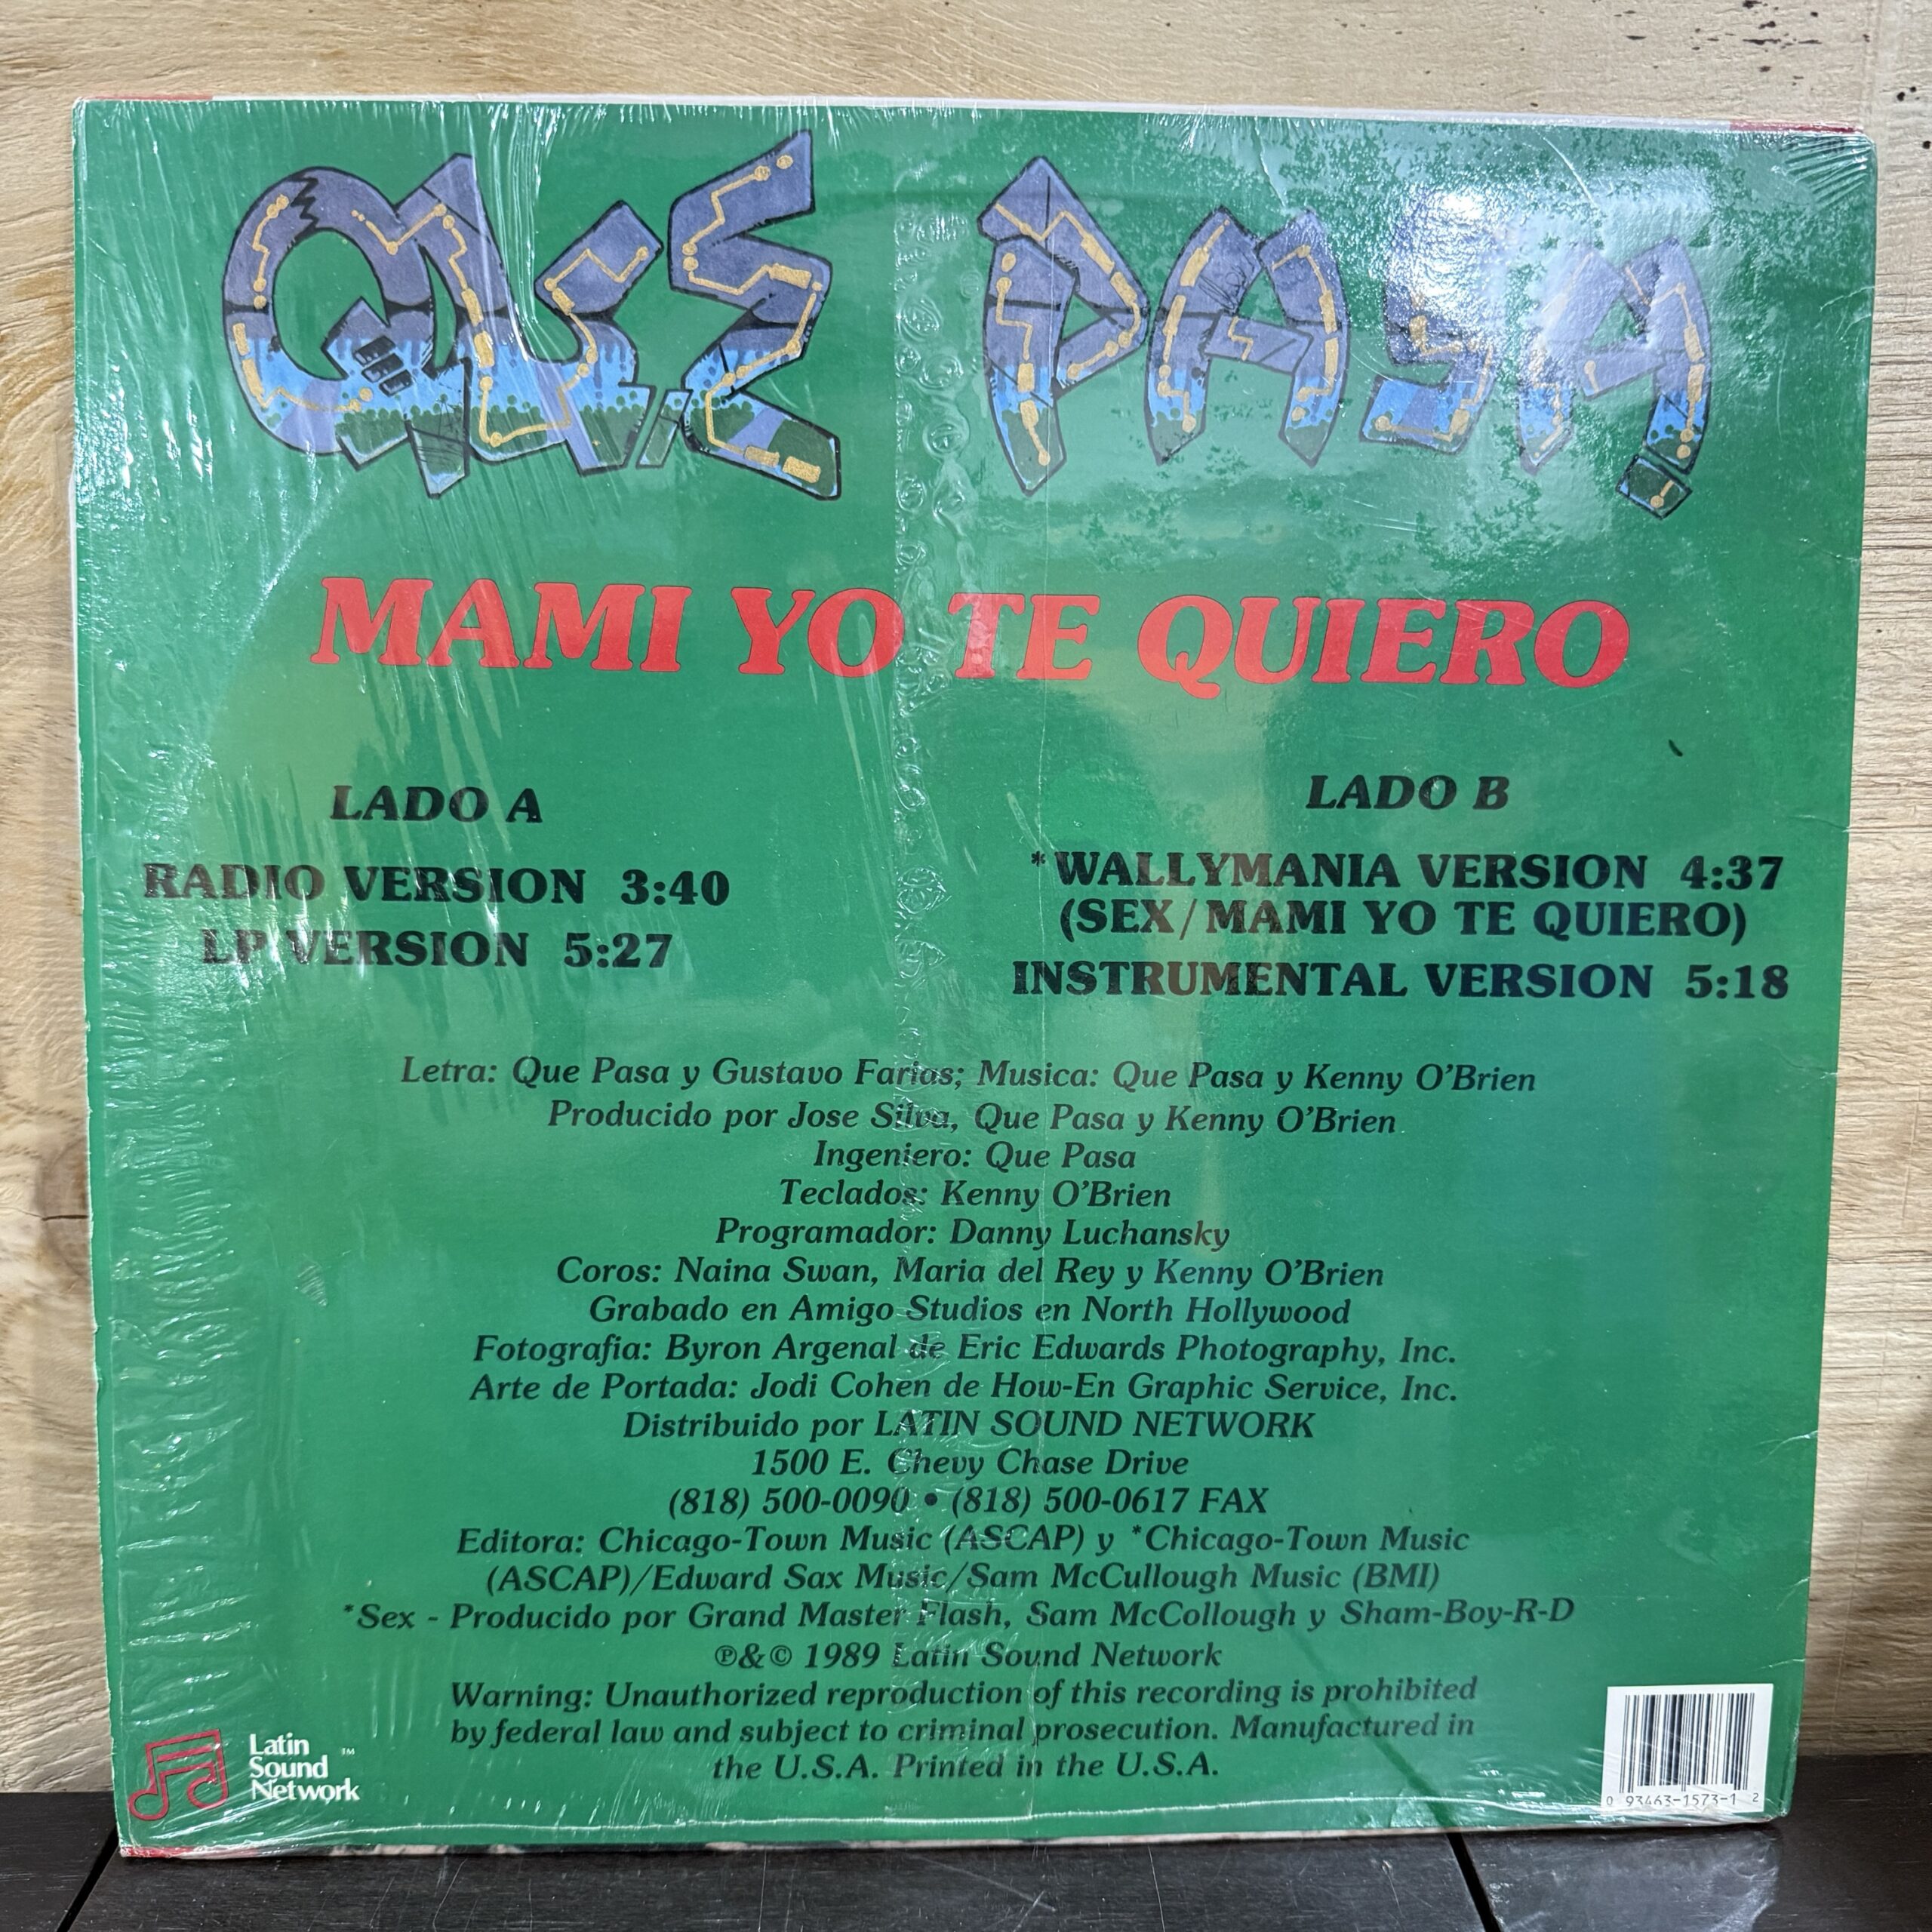 QUE PASA
MAMI YO TE QUIERO
LADO A
RADIO VERSION 3:40
LP VERSION 5:27
LADO B
*WALLYMANIA VERSION 4:37
(SEX/MAMI YO TE QUIERO)
INSTRUMENTAL VERSION 5:18
Letra: Que Pasa y Gustavo Farias; Musica: Que Pasa y Kenny O'Brien
Producido por Jose Silva, Que Pasa y Kenny O'Brien
Ingeniero: Que Pasa
Teclados: Kenny O'Brien
Programador: Danny Luchansky
Coros: Naina Swan, Maria del Rey y Kenny O'Brien
Grabado en Amigo Studios en North Hollywood
Fotografia: Byron Argenal de Eric Edwards Photography, Inc.
Arte de Portada: Jodi Cohen de How-En Graphic Service, Inc.
Distribuido por LATIN SOUND NETWORK
1500 E. Chevy Chase Drive
(818) 500-0090 • (818) 500-0617 FAX
Editora: Chicago-Town Music (ASCAP) y *Chicago-Town Music
(ASCAP)/Edward Sax Music/Sam McCullough Music (BMI)
*Sex - Producido por Grand Master Flash, Sam McCollough y Sham-Boy-R-D
℗&© 1989 Latin Sound Network
Warning: Unauthorized reproduction of this recording is prohibited
by federal law and subject to criminal prosecution. Manufactured in
the U.S.A. Printed in the U.S.A.
Latin
Sound
Network™
0 93463-1573-1 2